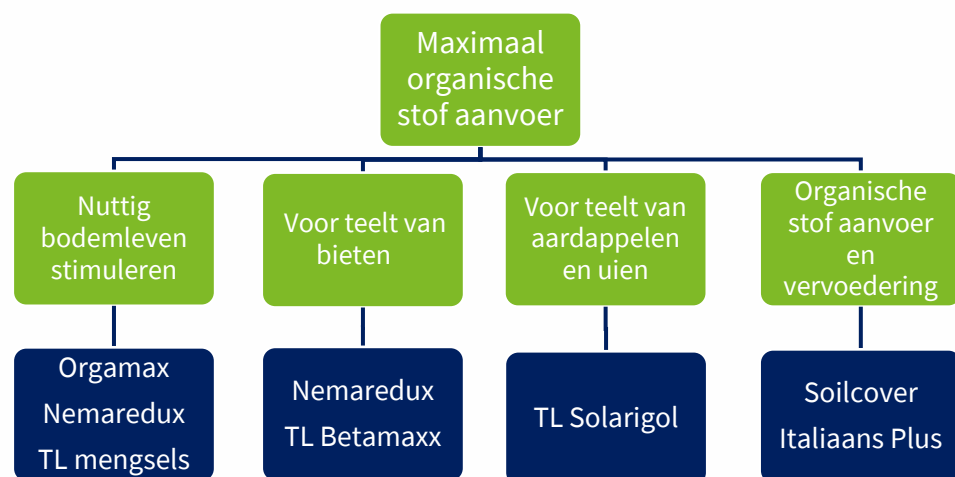 Maximaal
organische
stof aanvoer
Nuttig
bodemleven
stimuleren
Voor teelt van
bieten
Voor teelt van
aardappelen
en uien
Organische
stof aanvoer
en
vervoedering
Orgamax
Nemaredux
TL mengsels
Nemaredux
TL Betamaxx
TL Solarigol
Soilcover
Italiaans Plus